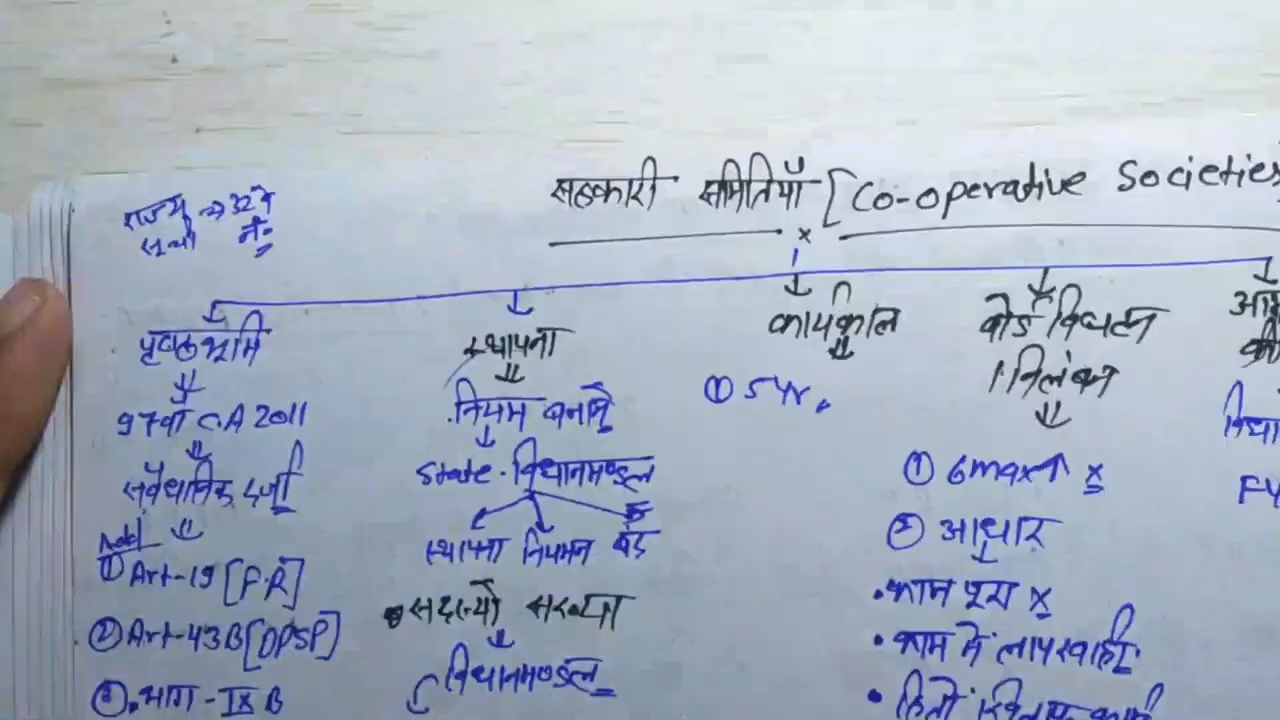 सहकारी समितियाँ [Co-operative Societies
राज्य → 32 वे
सूची में
पृष्ठभूमि
97वाँ C.A 2011
संवैधानिक दर्जा
Add
① Art-19 [F.R]
② Art-43B [DPSP]
③ भाग - IX B
स्थापना
नियम बनाने
State विधानमण्डल
स्थापना नियमन बंद
सदस्यों संख्या
विधानमण्डल
कार्यकाल
① 5 Yr.
बोर्ड विघटन
/ निलंबन
① 6 max x
② आधार
• काम पूरा x
• काम में लापरवाही
• हितों खिलाफ कार्य